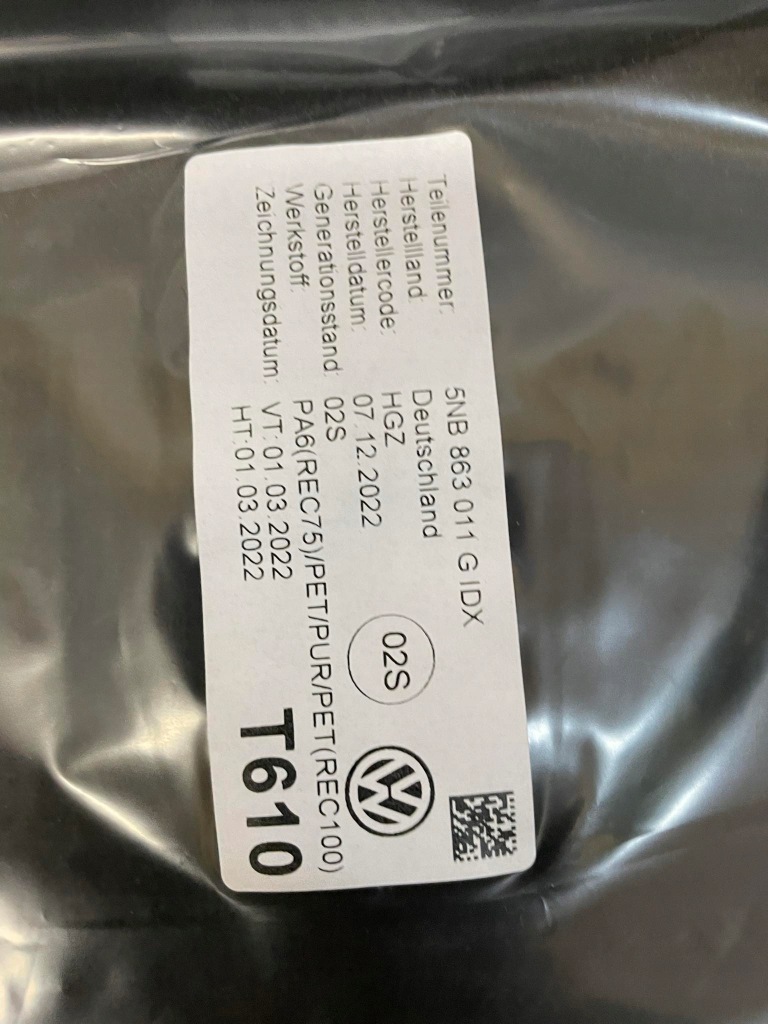 Teilenummer: 5NB 863 011 G IDX
Herstellland: Deutschland
Herstellercode: HGZ
Herstelldatum: 07.12.2022
Generationsstand: 02S
Werkstoff: PA6(REC75)/PET/PUR/PET(REC100)
Zeichnungsdatum: VT: 01.03.2022
HT:01.03.2022
02S
T610